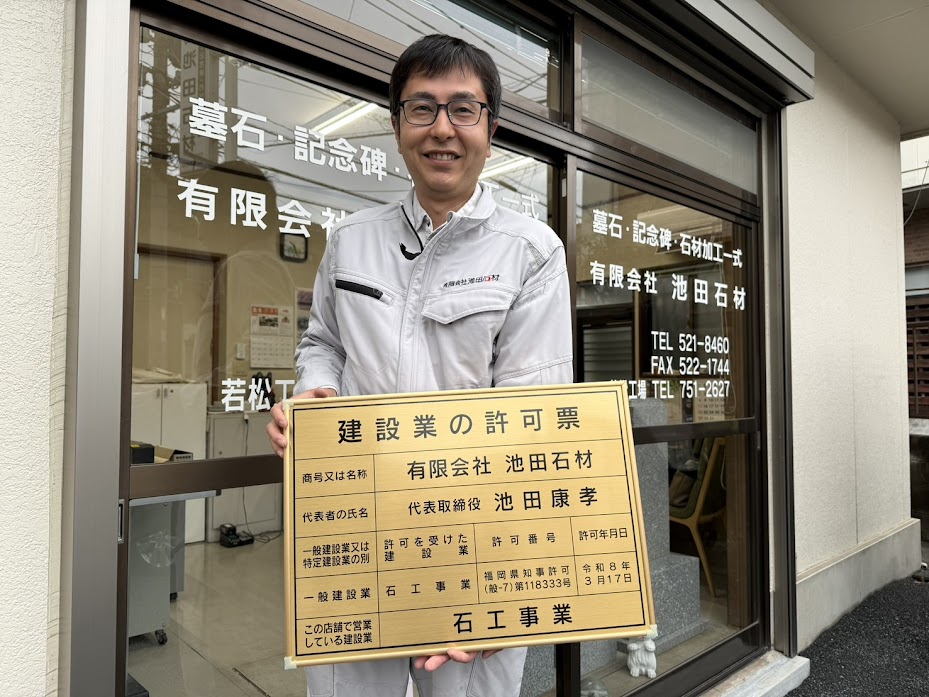 墓石・記念碑・
一式
有限会
墓石・記念碑・石材加工一式
有限会社 池田石材
TEL 521-8460
FAX 522-1744
工場 TEL 751-2627
若松工
有限会社池田石材
建設業の許可票
商号又は名称 有限会社 池田石材
代表者の氏名 代表取締役 池田康孝
一般建設業又は
特定建設業の別
許可を受けた
建設業
許可番号
許可年月日
一般建設業
石工事業
福岡県知事許可
(般-7)第118333号
令和8年
3月17日
この店舗で営業
している建設業
石工事業